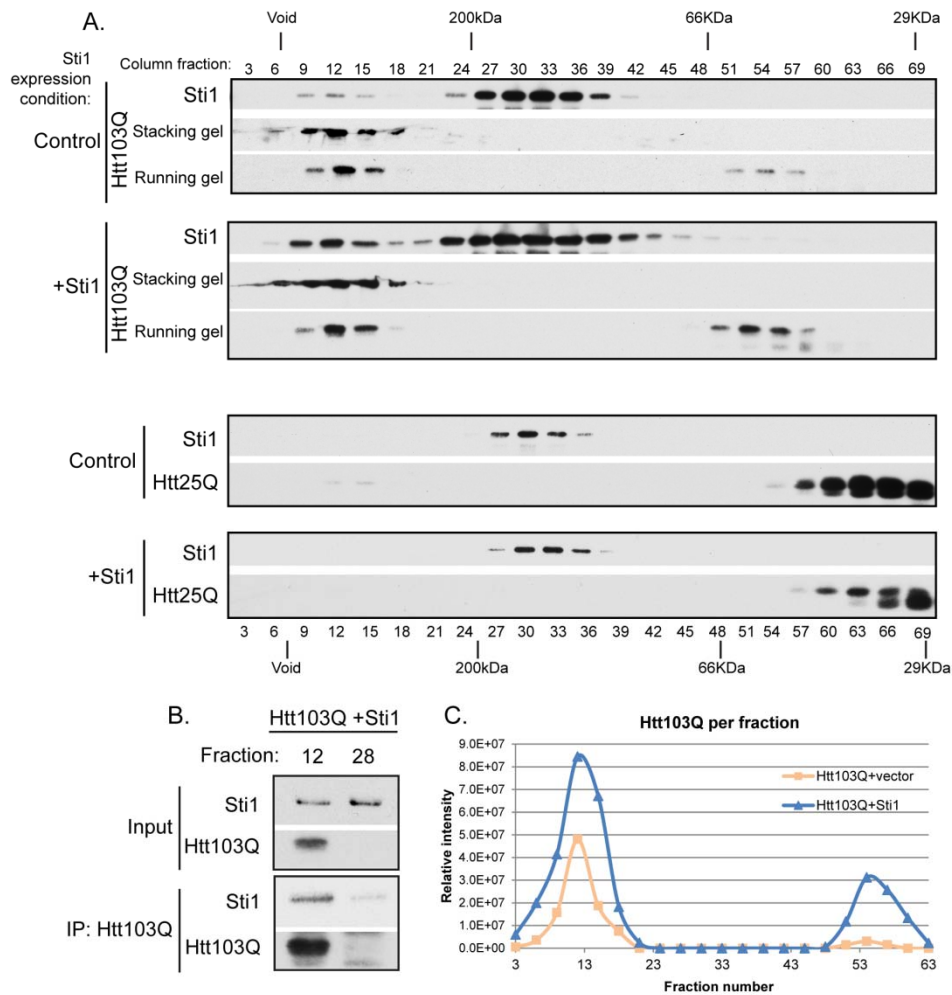 A.
Void 200kDa 66KDa 29KDa
Sti1 expression condition:
Column fraction: 3 6 9 12 15 18 21 24 27 30 33 36 39 42 45 48 51 54 57 60 63 66 69
Control
Htt103Q
Sti1
Stacking gel
Running gel
+Sti1
Htt103Q
Sti1
Stacking gel
Running gel
Control
Sti1
Htt25Q
+Sti1
Sti1
Htt25Q
3 6 9 12 15 18 21 24 27 30 33 36 39 42 45 48 51 54 57 60 63 66 69
Void 200kDa 66KDa 29KDa
B.
Htt103Q +Sti1
Fraction: 12 28
Input
Sti1
Htt103Q
IP: Htt103Q
Sti1
Htt103Q
C.
Htt103Q per fraction
Relative intensity
9.0E+07
8.0E+07
7.0E+07
6.0E+07
5.0E+07
4.0E+07
3.0E+07
2.0E+07
1.0E+07
0.0E+00
Htt103Q+vector
Htt103Q+Sti1
3 13 23 33 43 53 63
Fraction number